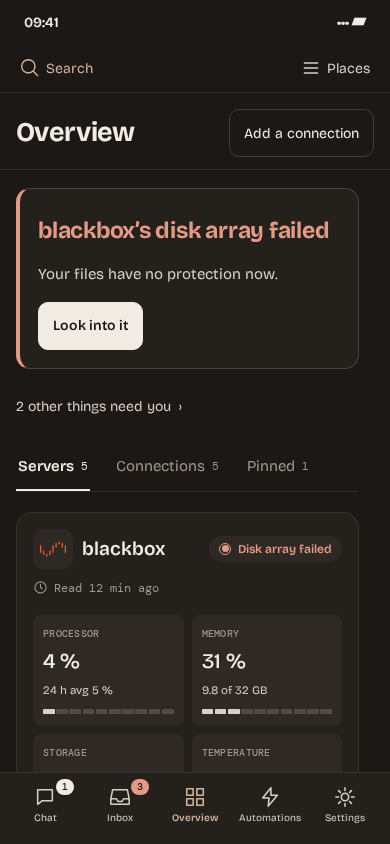 09:41
Search
Places
Overview
Add a connection
blackbox's disk array failed
Your files have no protection now.
Look into it
2 other things need you ›
Servers 5
Connections 5
Pinned 1
blackbox
Disk array failed
Read 12 min ago
PROCESSOR
4 %
24 h avg 5 %
MEMORY
31 %
9.8 of 32 GB
STORAGE
TEMPERATURE
1
Chat
3
Inbox
Overview
Automations
Settings